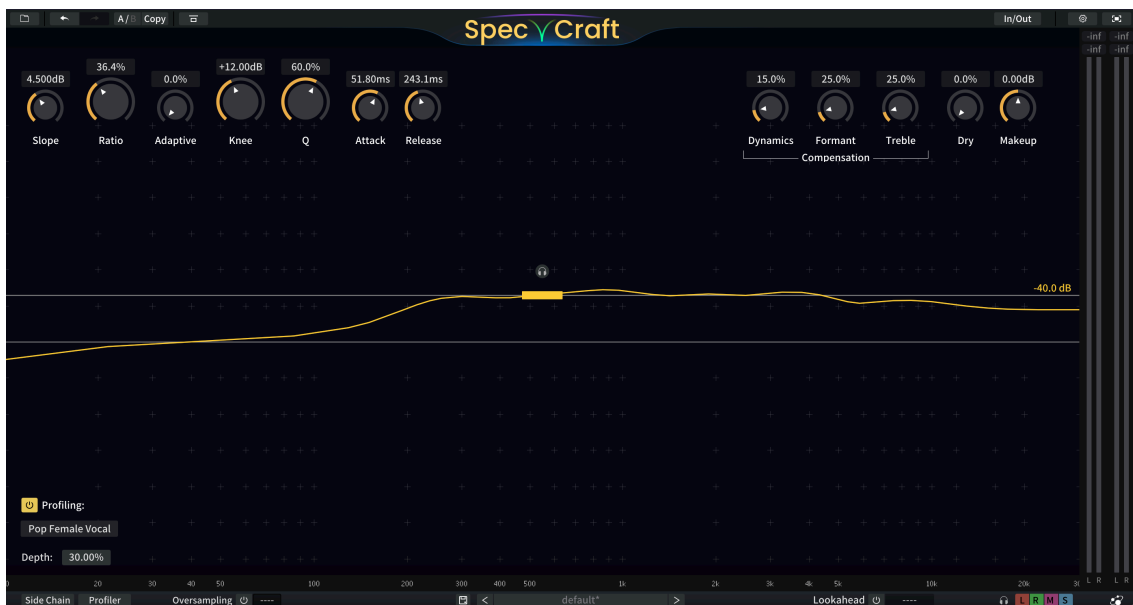 A/B Copy
Spec Craft
In/Out
-inf -inf
-inf -inf
4.500dB 36.4% 0.0% +12.00dB 60.0% 51.80ms 243.1ms
15.0% 25.0% 25.0% 0.0% 0.00dB
Slope Ratio Adaptive Knee Q Attack Release
Dynamics Formant Treble Dry Makeup
Compensation
-40.0 dB
Profiling:
Pop Female Vocal
Depth: 30.00%
20 30 40 50 100 200 300 400 500 1k 2k 3k 4k 5k 10k 20k
L R L R
Side Chain Profiler Oversampling ---- < default* > Lookahead ---- L R M S